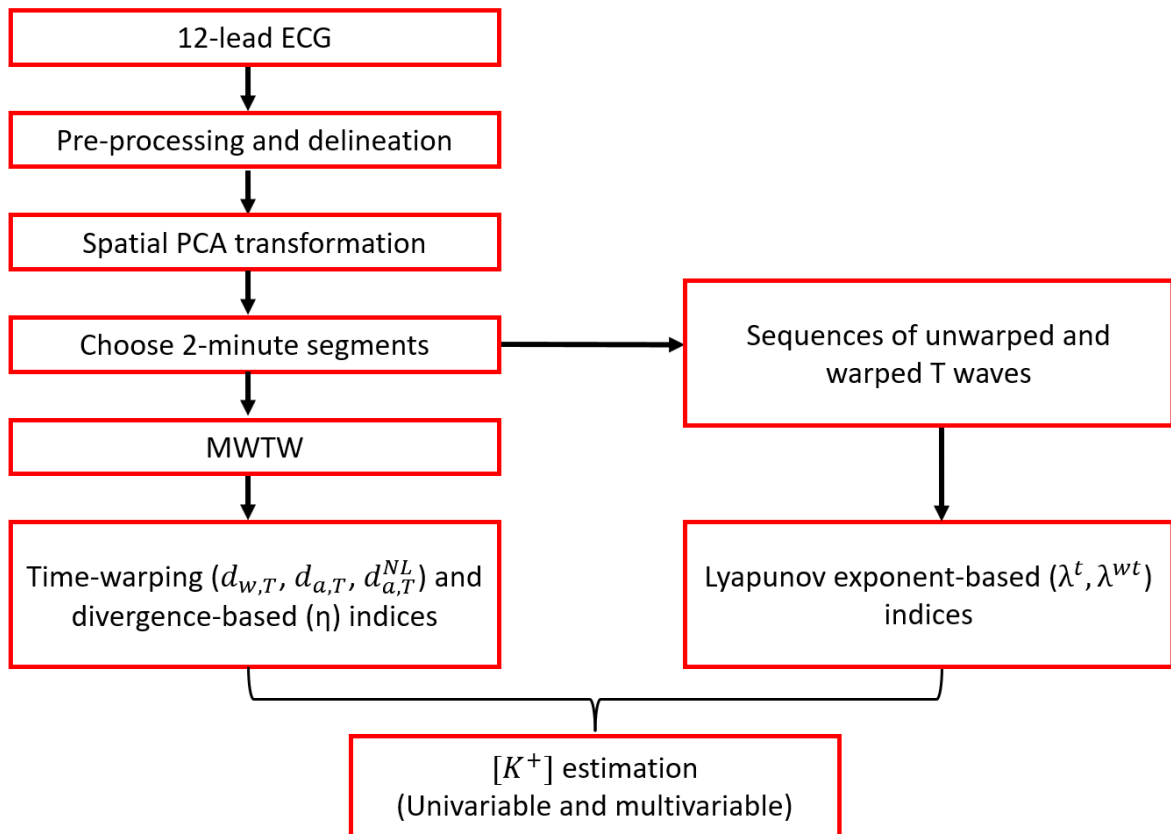 12-lead ECG
Pre-processing and delineation
Spatial PCA transformation
Choose 2-minute segments
MWTW
Time-warping (d_{w,T}, d_{a,T}, d_{a,T}^{NL}) and
divergence-based (η) indices
Sequences of unwarped and
warped T waves
Lyapunov exponent-based (λ^t, λ^{wt})
indices
[K^+] estimation
(Univariable and multivariable)